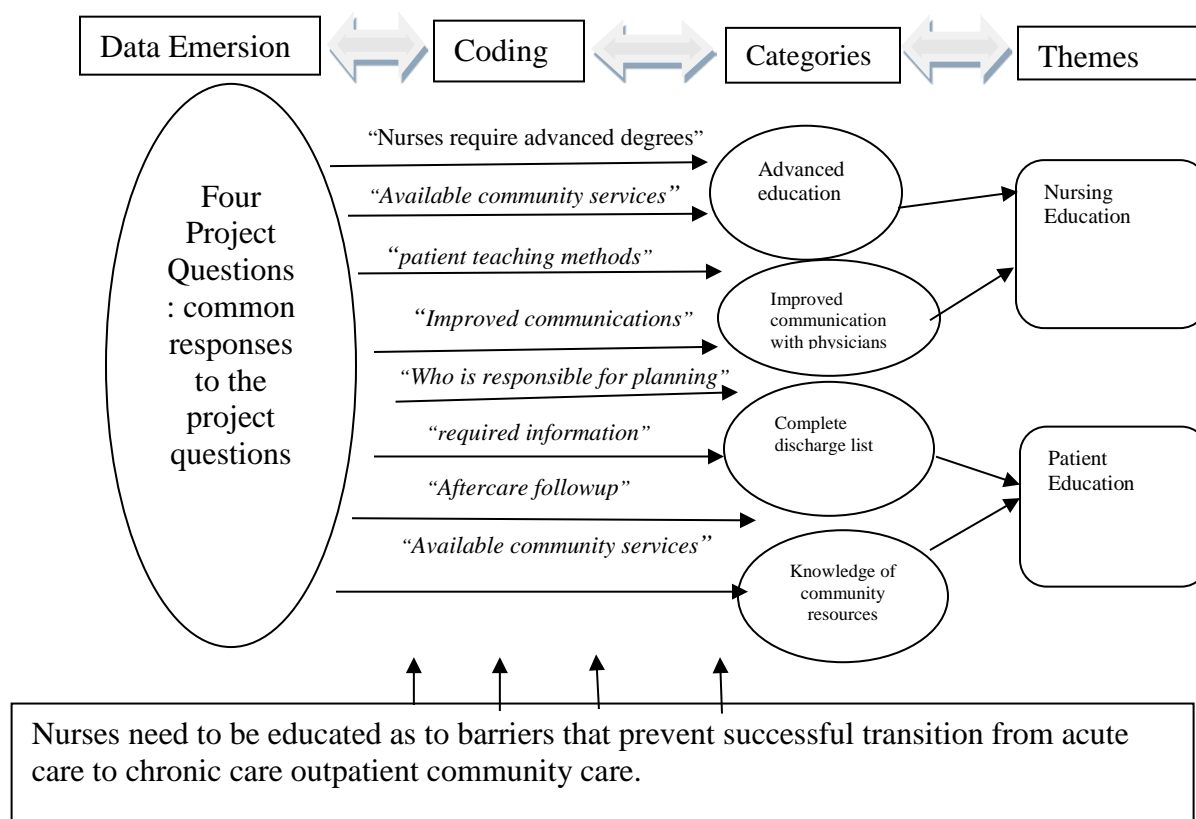 Data Emersion
Coding
Categories
Themes
Four
Project
Questions
: common
responses
to the
project
questions
“Nurses require advanced degrees”
“Available community services”
“patient teaching methods”
“Improved communications”
“Who is responsible for planning”
“required information”
“Aftercare followup”
“Available community services”
Advanced
education
Improved
communication
with physicians
Complete
discharge list
Knowledge of
community
resources
Nursing
Education
Patient
Education
Nurses need to be educated as to barriers that prevent successful transition from acute
care to chronic care outpatient community care.